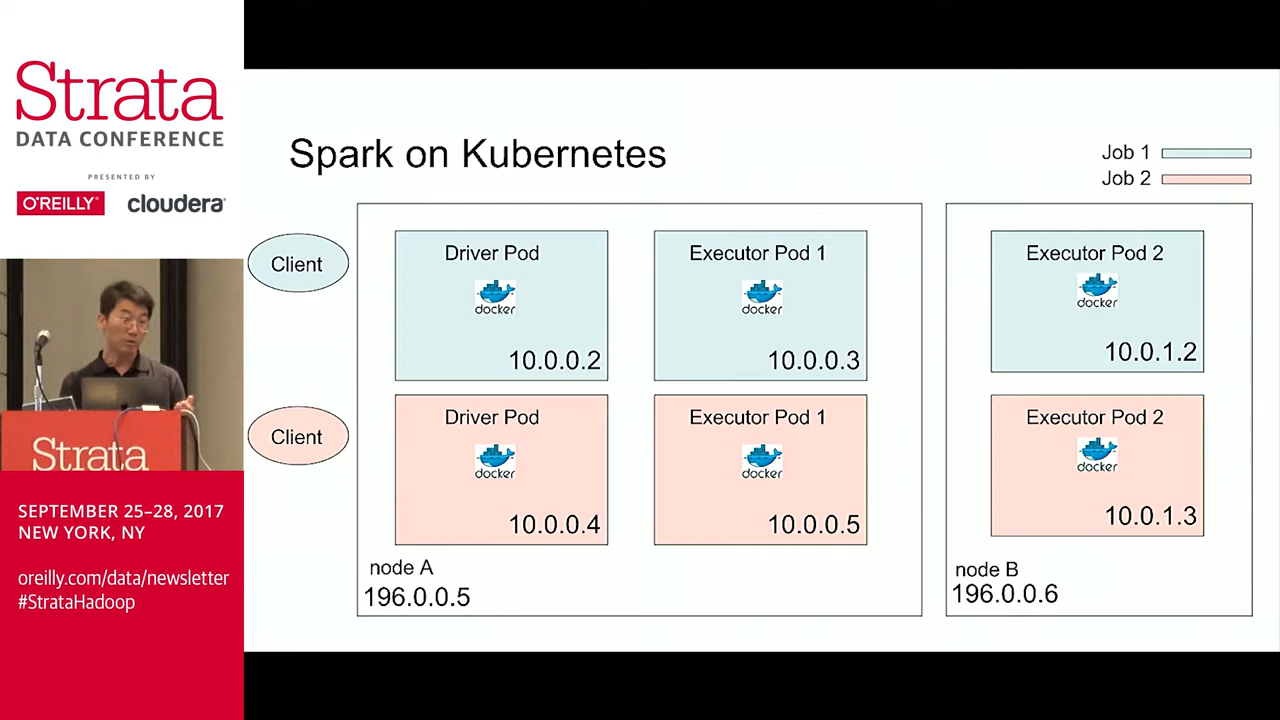 Strata
DATA CONFERENCE
PRESENTED BY
O'REILLY®
cloudera
Strata
SEPTEMBER 25–28, 2017
NEW YORK, NY
oreilly.com/data/newsletter
#StrataHadoop
Spark on Kubernetes
Job 1
Job 2
Client
Driver Pod
docker
10.0.0.2
Executor Pod 1
docker
10.0.0.3
Executor Pod 2
docker
10.0.1.2
Client
Driver Pod
docker
10.0.0.4
Executor Pod 1
docker
10.0.0.5
Executor Pod 2
docker
10.0.1.3
node A
196.0.0.5
node B
196.0.0.6